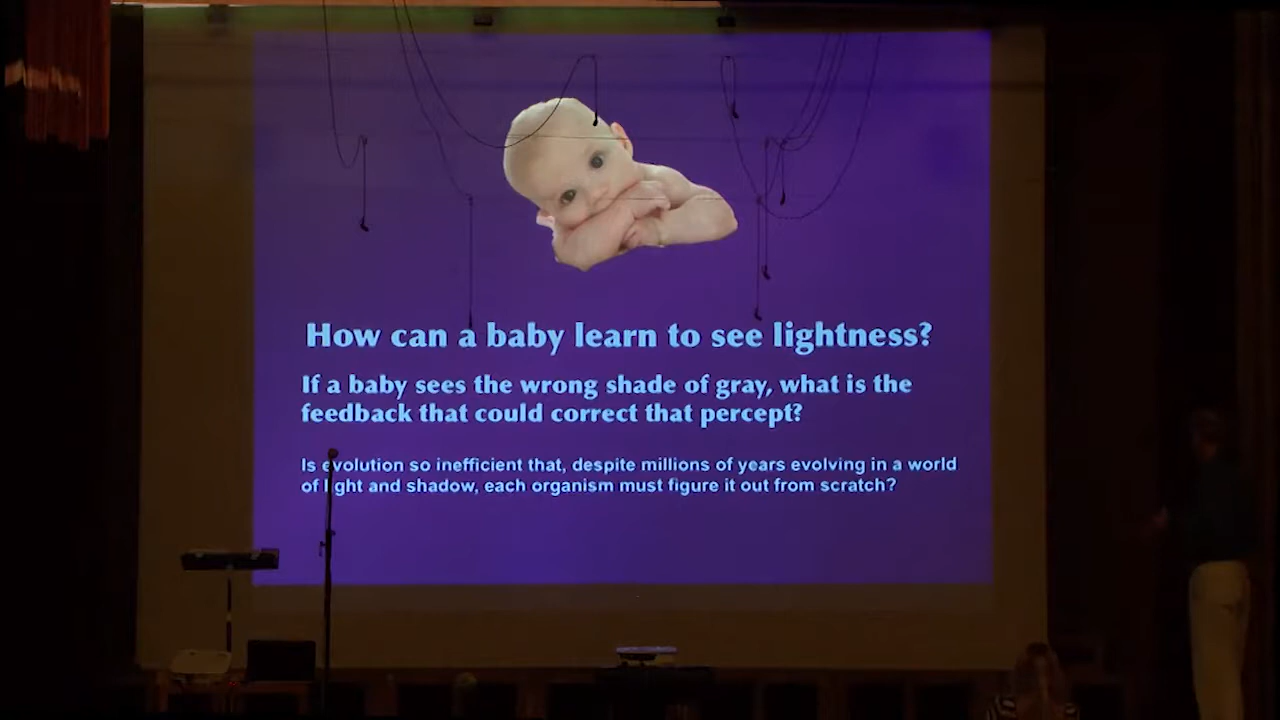 How can a baby learn to see lightness?
If a baby sees the wrong shade of gray, what is the
feedback that could correct that percept?
Is evolution so inefficient that, despite millions of years evolving in a world
of light and shadow, each organism must figure it out from scratch?